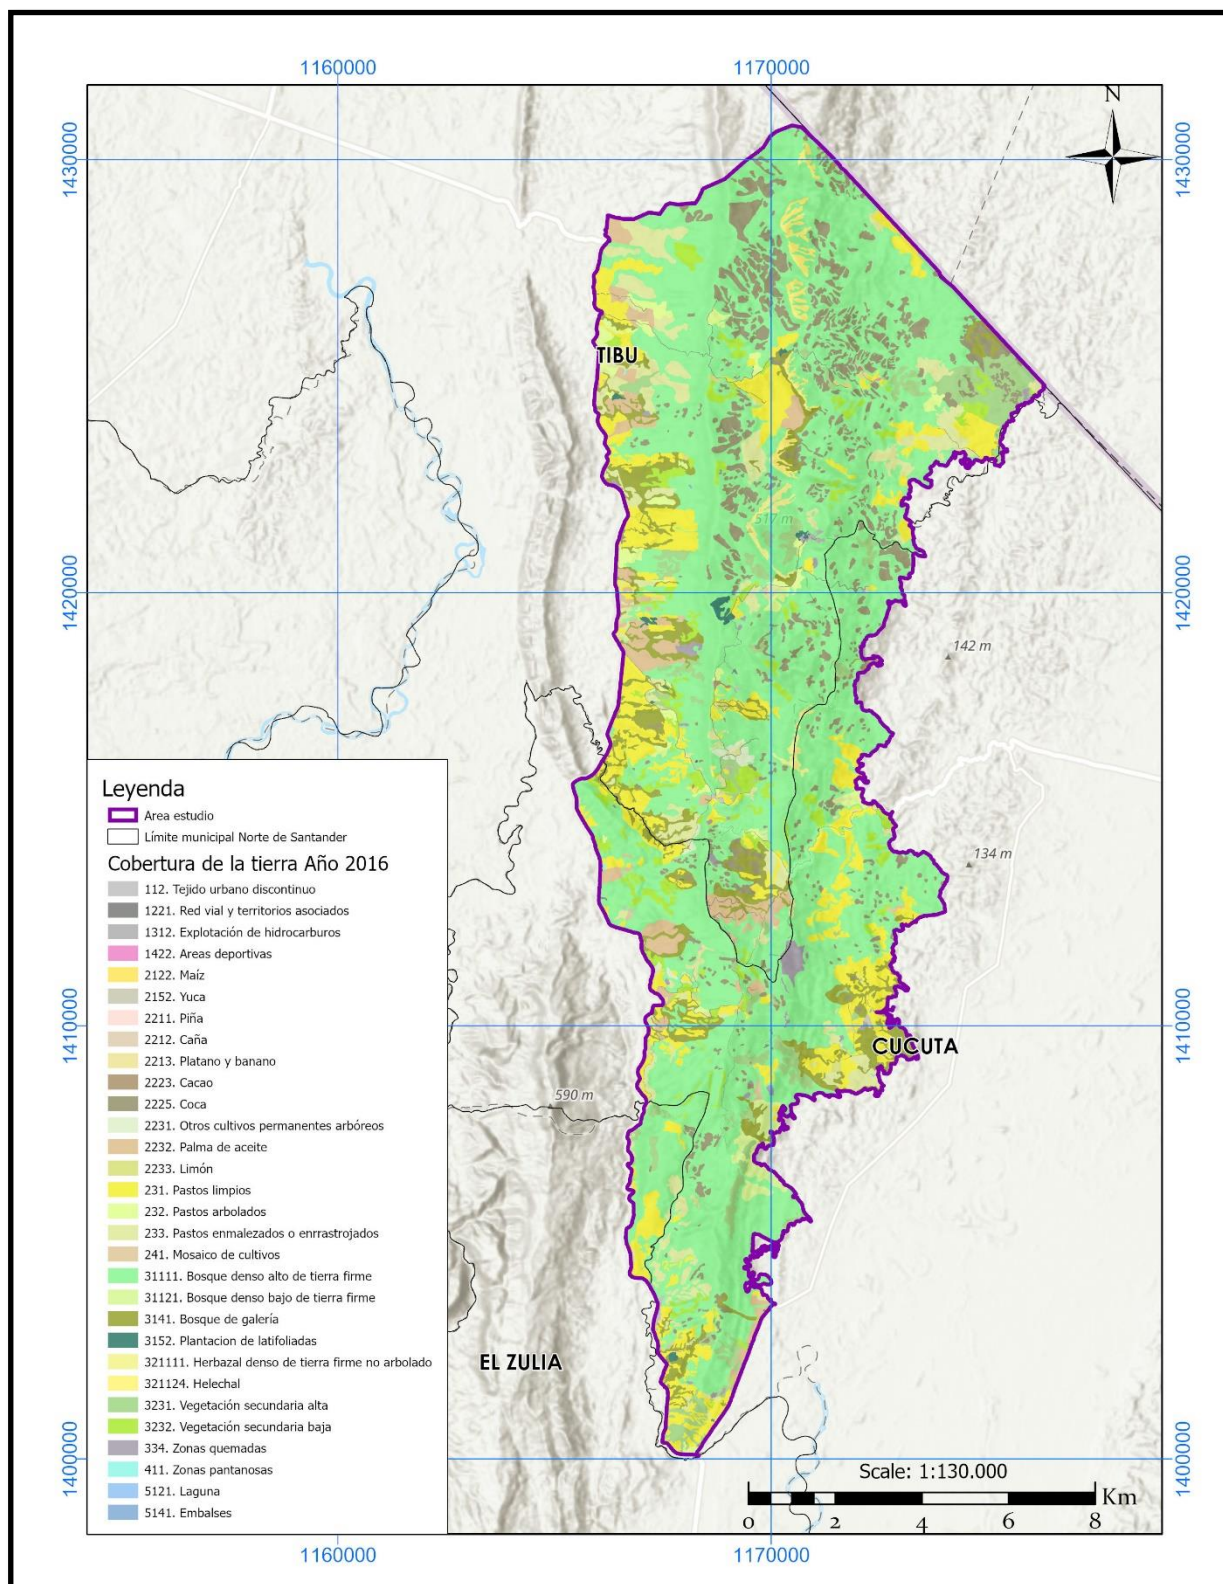 1160000
1170000
N
1430000
1430000
TIBU
517 m
1420000
1420000
142 m
134 m
Leyenda
Area estudio
Límite municipal Norte de Santander
Cobertura de la tierra Año 2016
112. Tejido urbano discontinuo
1221. Red vial y territorios asociados
1312. Explotación de hidrocarburos
1422. Areas deportivas
2122. Maíz
2152. Yuca
2211. Piña
2212. Caña
2213. Platano y banano
2223. Cacao
2225. Coca
2231. Otros cultivos permanentes arbóreos
2232. Palma de aceite
2233. Limón
231. Pastos limpios
232. Pastos arbolados
233. Pastos enmalezados o enrrastrojados
241. Mosaico de cultivos
31111. Bosque denso alto de tierra firme
31121. Bosque denso bajo de tierra firme
3141. Bosque de galería
3152. Plantacion de latifoliadas
321111. Herbazal denso de tierra firme no arbolado
321124. Helechal
3231. Vegetación secundaria alta
3232. Vegetación secundaria baja
334. Zonas quemadas
411. Zonas pantanosas
5121. Laguna
5141. Embalses
1410000
1410000
CUCUTA
590 m
EL ZULIA
1400000
1400000
Scale: 1:130.000
Km
0 2 4 6 8
1160000
1170000